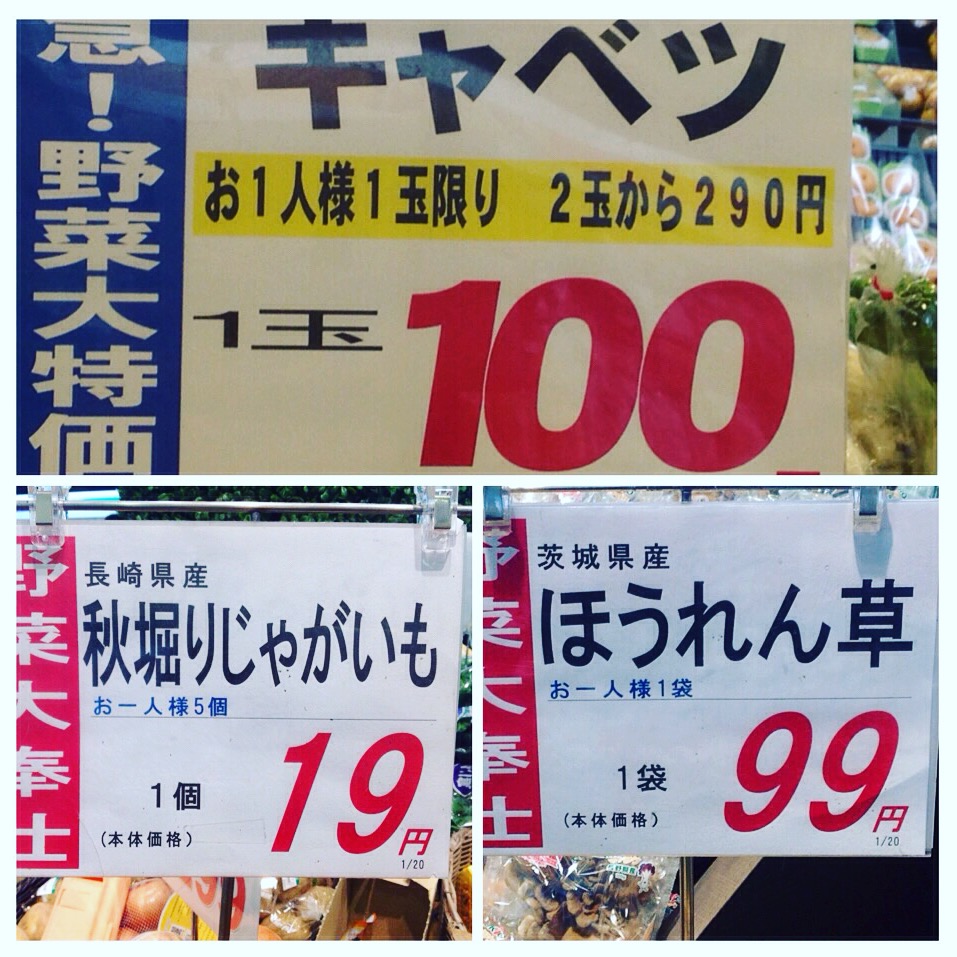 急!野菜大特価
キャベツ
お1人様1玉限り 2玉から290円
1玉 100
野菜大奉仕
長崎県産
秋堀りじゃがいも
お一人様5個
1個 19円
(本体価格)
1/20
野菜大奉仕
茨城県産
ほうれん草
お一人様1袋
1袋 99円
(本体価格)
1/20